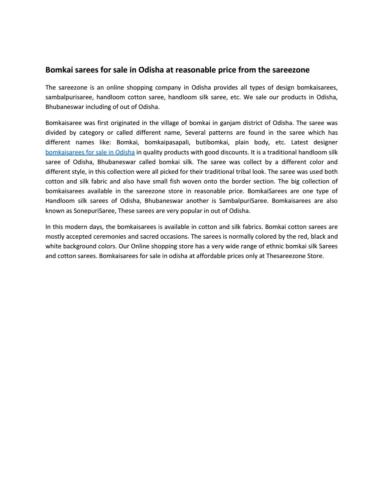 Bomkai sarees for sale in Odisha at reasonable price from the sareezone
The sareezone is an online shopping company in Odisha provides all types of design bomkaisarees,
sambalpurisaree, handloom cotton saree, handloom silk saree, etc. We sale our products in Odisha,
Bhubaneswar including of out of Odisha.
Bomkaisaree was first originated in the village of bomkai in ganjam district of Odisha. The saree was
divided by category or called different name, Several patterns are found in the saree which has
different names like: Bomkai, bomkaipasapali, butibomkai, plain body, etc. Latest designer
bomkaisarees for sale in Odisha in quality products with good discounts. It is a traditional handloom silk
saree of Odisha, Bhubaneswar called bomkai silk. The saree was collect by a different color and
different style, in this collection were all picked for their traditional tribal look. The saree was used both
cotton and silk fabric and also have small fish woven onto the border section. The big collection of
bomkaisarees available in the sareezone store in reasonable price. BomkaiSarees are one type of
Handloom silk sarees of Odisha, Bhubaneswar another is SambalpuriSaree. Bomkaisarees are also
known as SonepuriSaree, These sarees are very popular in out of Odisha.
In this modern days, the bomkaisarees is available in cotton and silk fabrics. Bomkai cotton sarees are
mostly accepted ceremonies and sacred occasions. The sarees is normally colored by the red, black and
white background colors. Our Online shopping store has a very wide range of ethnic bomkai silk Sarees
and cotton sarees. Bomkaisarees for sale in odisha at affordable prices only at Thesareezone Store.